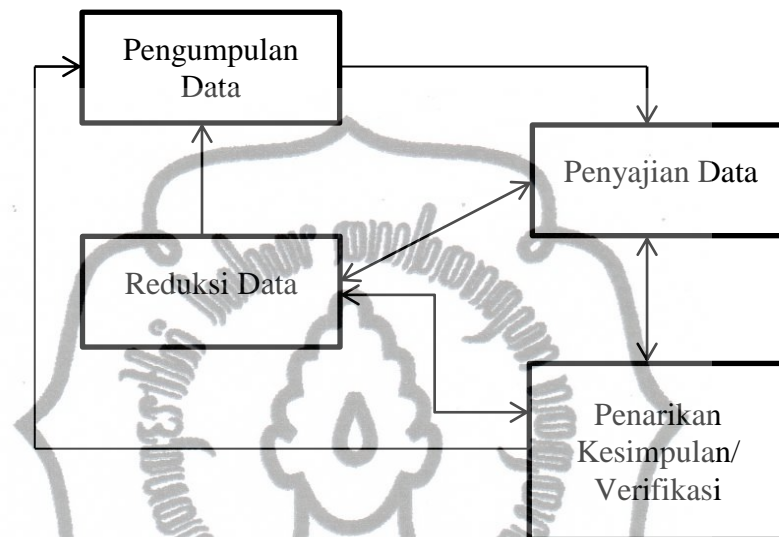 Pengumpulan
Data
Penyajian Data
Reduksi Data
Penarikan
Kesimpulan/
Verifikasi